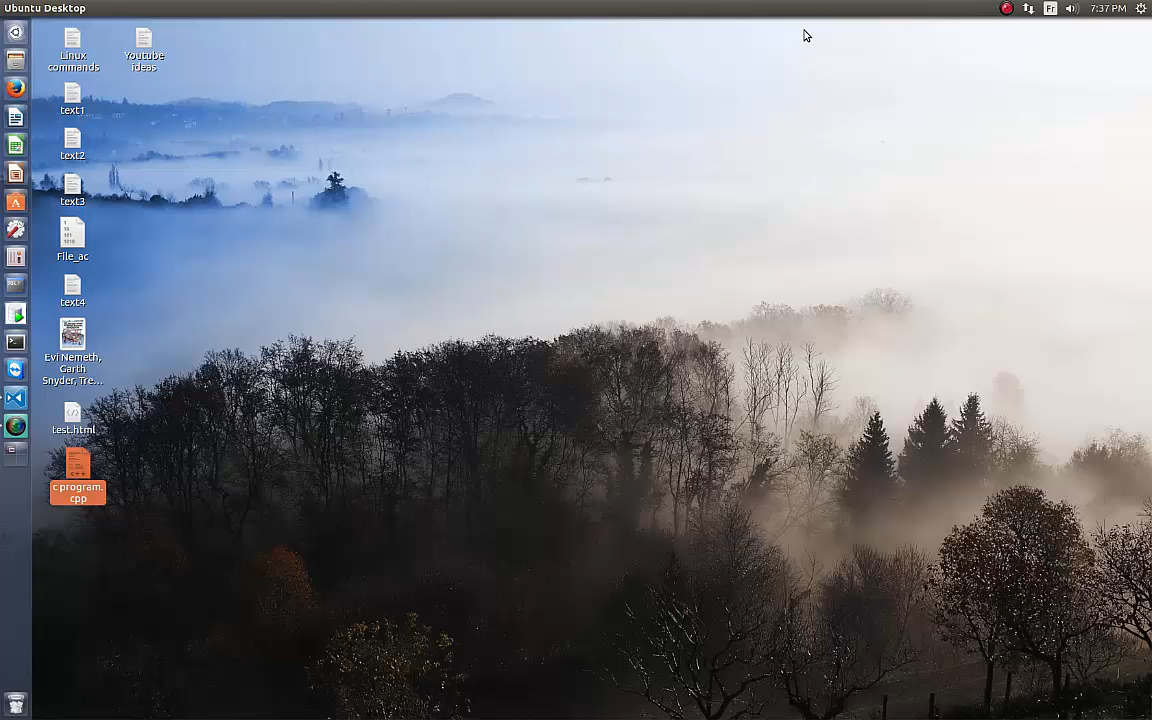 Ubuntu Desktop
Fr
7:37 PM
Linux
commands
Youtube
ideas
text1
text2
text3
File_ac
text4
Evi Nemeth,
Garth
Snyder, Tre...
test.html
c program.
cpp